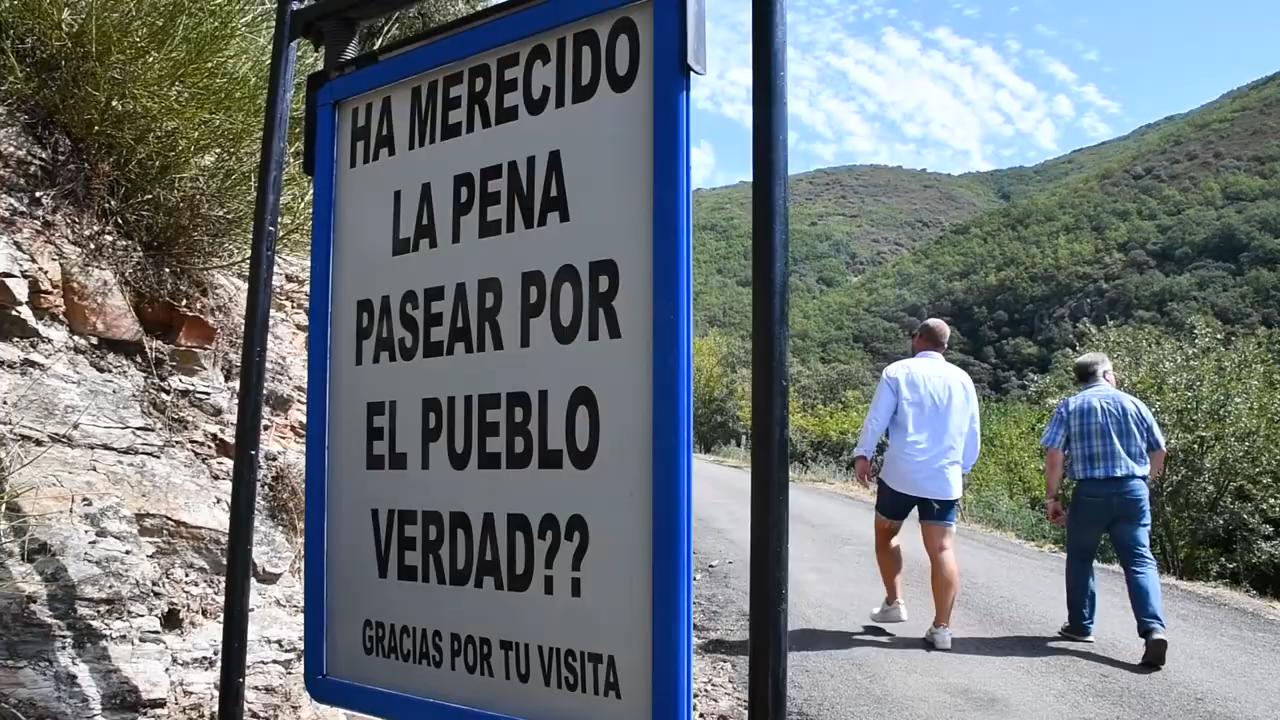 HA MERECIDO
LA PENA
PASEAR POR
EL PUEBLO
VERDAD??
GRACIAS POR TU VISITA